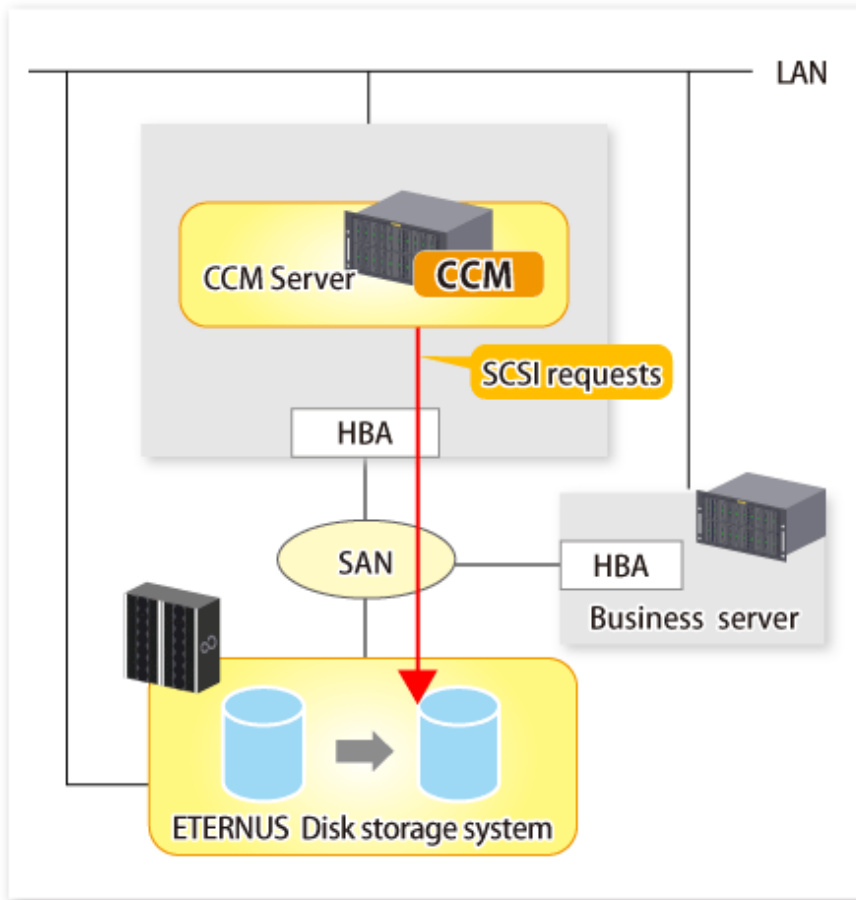 LAN
CCM Server
CCM
SCSI requests
HBA
SAN
HBA
Business server
ETERNUS Disk storage system